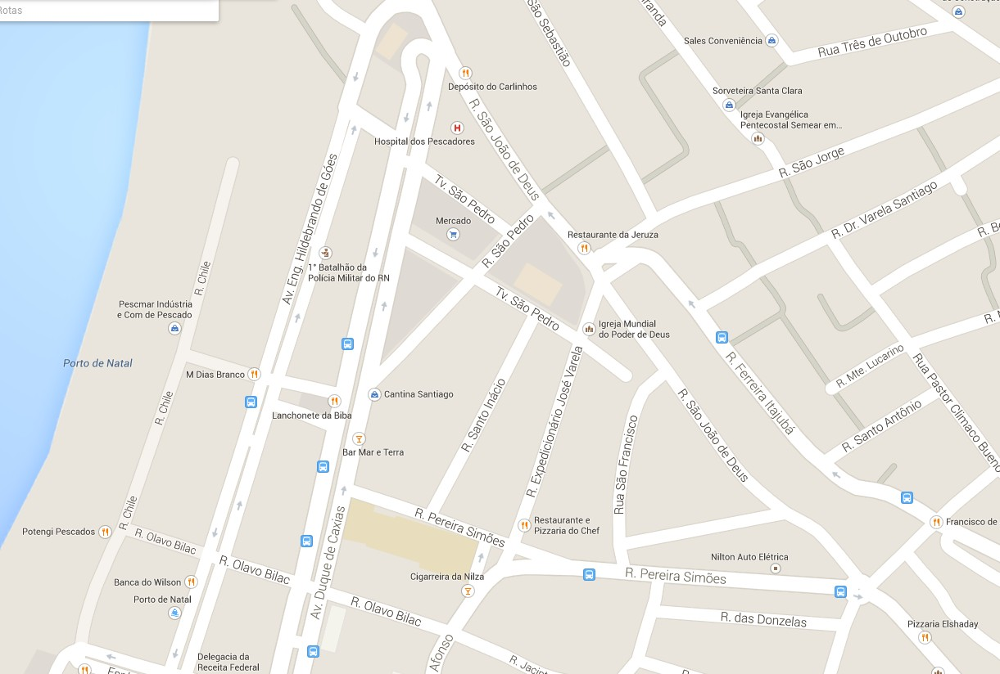 Rotas
São Sebastião
Sales Conveniência
Rua Três de Outubro
Depósito do Carlinhos
Sorveteira Santa Clara
Igreja Evangélica
Pentecostal Semear em...
R. São João de Deus
Hospital dos Pescadores
R. São Jorge
Av. Eng. Hildebrando de Góes
Tv. São Pedro
R. Dr. Varela Santiago
Mercado
R. São Pedro
Restaurante da Jeruza
1° Batalhão da
Polícia Militar do RN
R. Chile
Pescmar Indústria
e Com de Pescado
Tv. São Pedro
Igreja Mundial
do Poder de Deus
Porto de Natal
M Dias Branco
R. Mte. Lucarino
Cantina Santiago
R. Chile
Lanchonete da Biba
R. Santo Inácio
R. Expedicionário José Varela
R. Ferreira Itajubá
Rua Pastor Climaco Bueno
R. Santo Antônio
Bar Mar e Terra
Rua São Francisco
R. São João de Deus
R. Chile
R. Pereira Simões
Restaurante e
Pizzaria do Chef
Francisco de
Potengi Pescados
R. Olavo Bilac
R. Olavo Bilac
Av. Duque de Caxias
Nilton Auto Elétrica
Cigarreira da Nilza
R. Pereira Simões
Banca do Wilson
Porto de Natal
R. Olavo Bilac
R. das Donzelas
Pizzaria Elshaday
Delegacia da
Receita Federal
Afonso